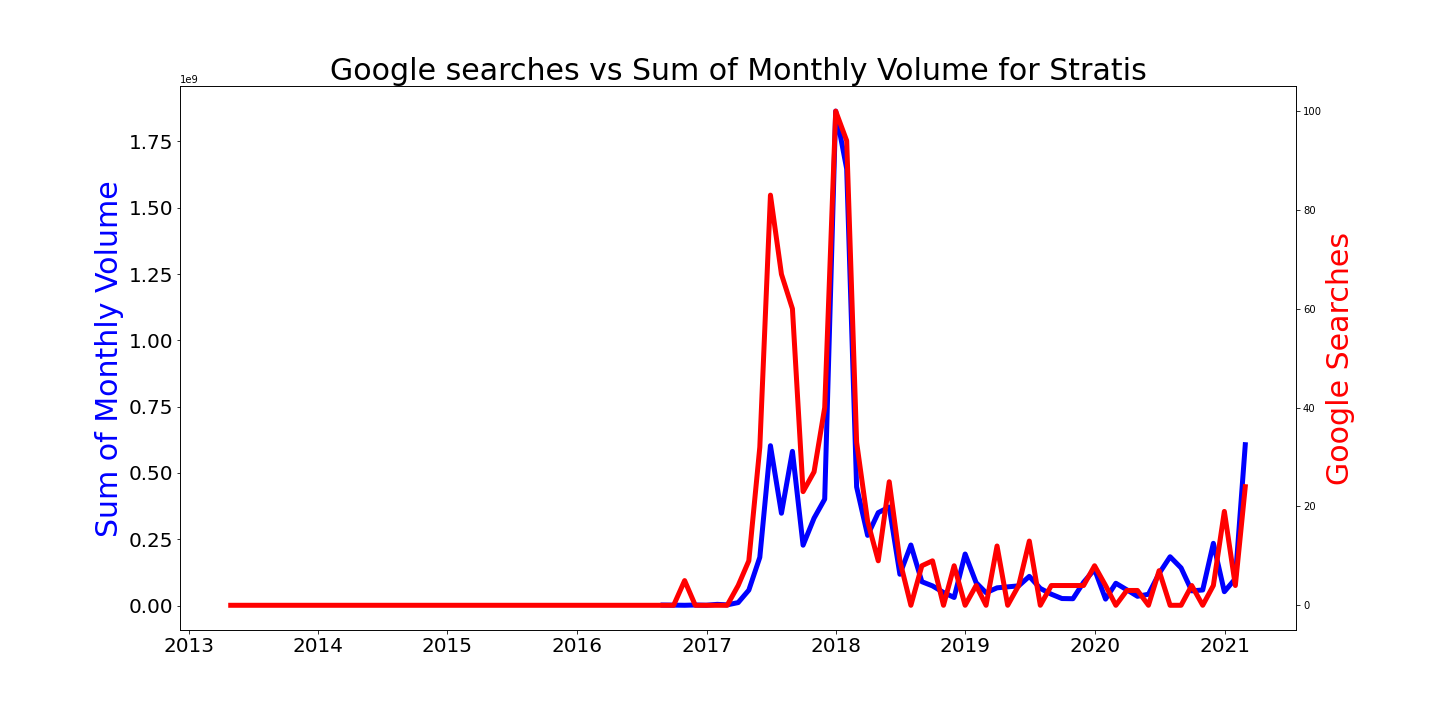 Google searches vs Sum of Monthly Volume for Stratis
1e9
1.75
1.50
1.25
1.00
0.75
0.50
0.25
0.00
Sum of Monthly Volume
100
80
60
40
20
0
Google Searches
2013 2014 2015 2016 2017 2018 2019 2020 2021